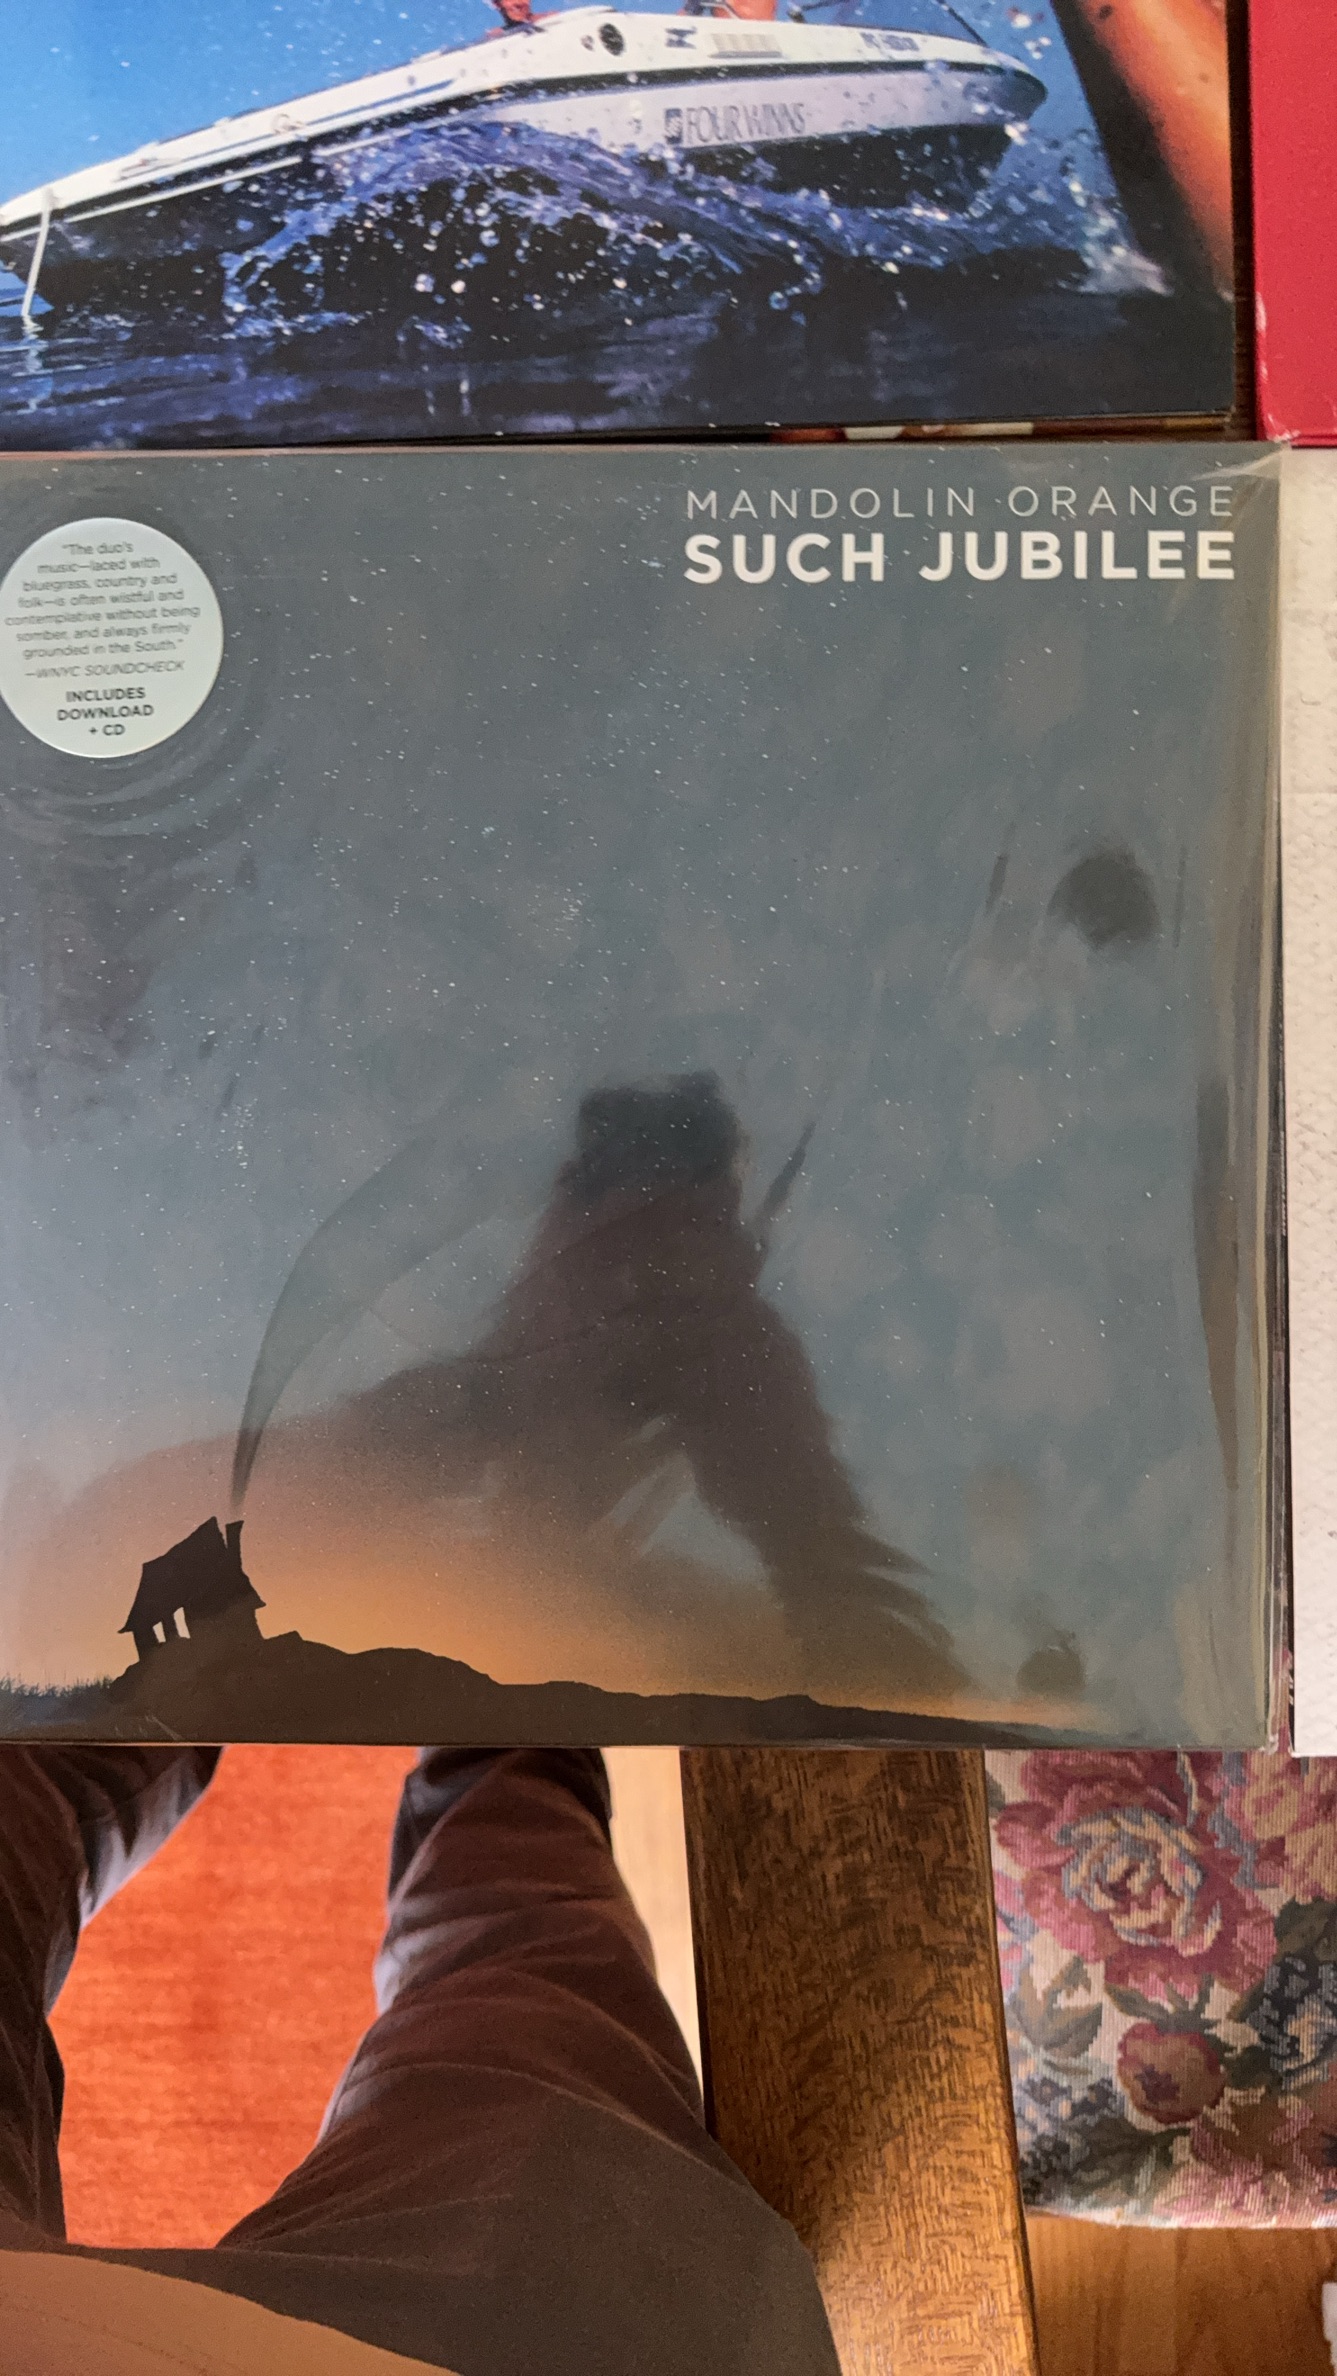 FOUR WINNS
MANDOLIN ORANGE
SUCH JUBILEE
"The duo's
music—laced with
bluegrass, country and
folk—is often wistful and
contemplative without being
somber, and always firmly
grounded in the South."
—WNYC SOUNDCHECK
INCLUDES
DOWNLOAD
+ CD